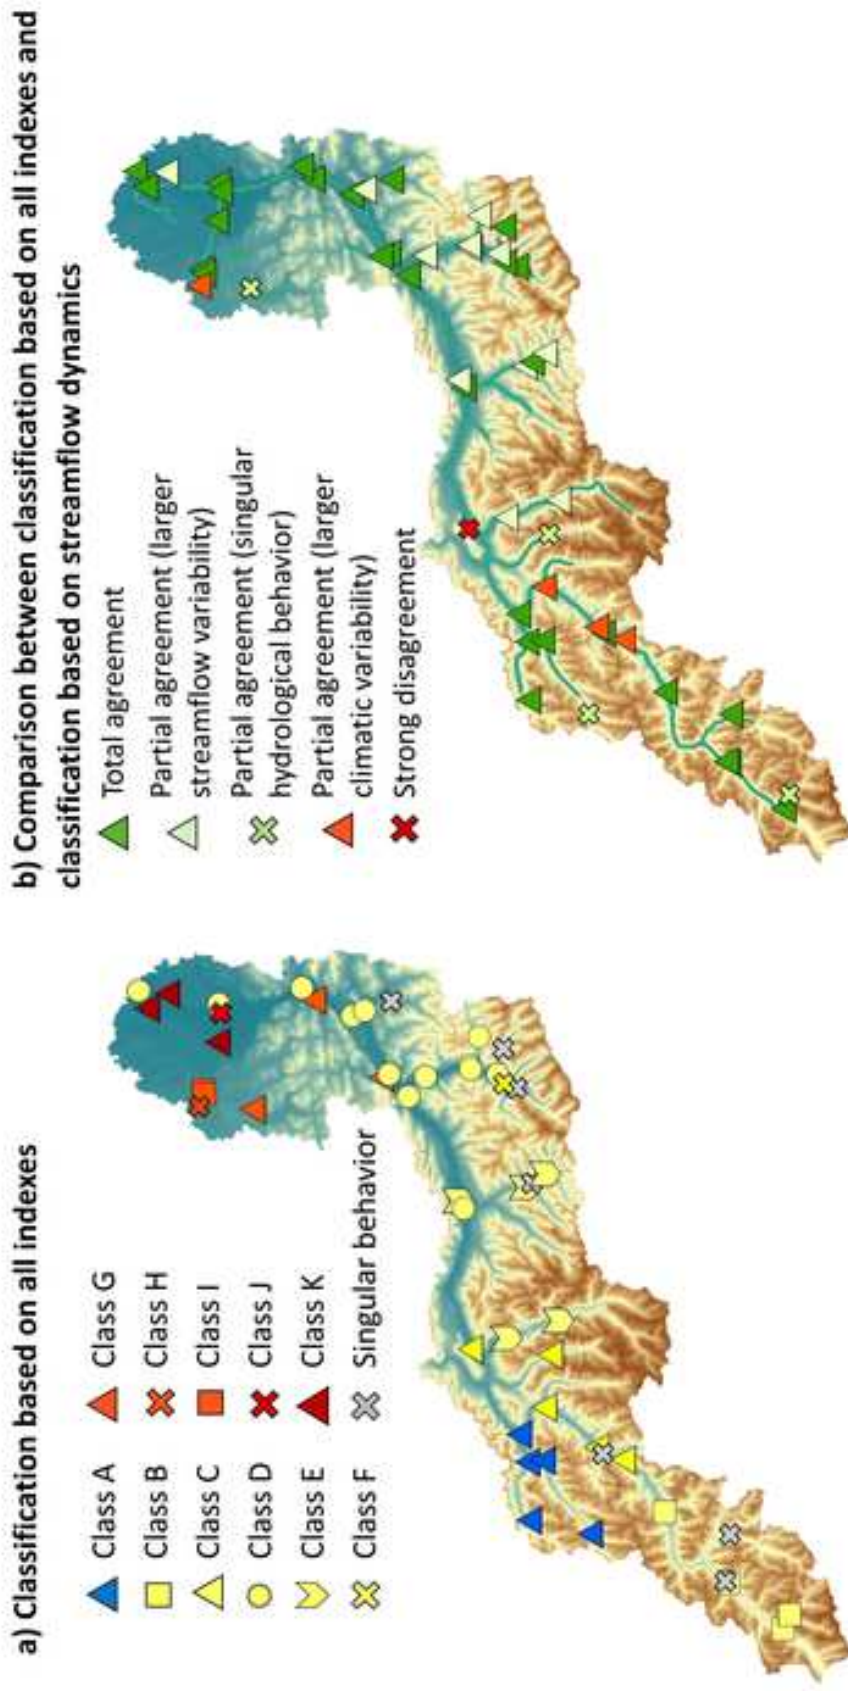 a) Classification based on all indexes
Class A
Class B
Class C
Class D
Class E
Class F
Class G
Class H
Class I
Class J
Class K
Singular behavior
b) Comparison between classification based on all indexes and
classification based on streamflow dynamics
Total agreement
Partial agreement (larger
streamflow variability)
Partial agreement (singular
hydrological behavior)
Partial agreement (larger
climatic variability)
Strong disagreement